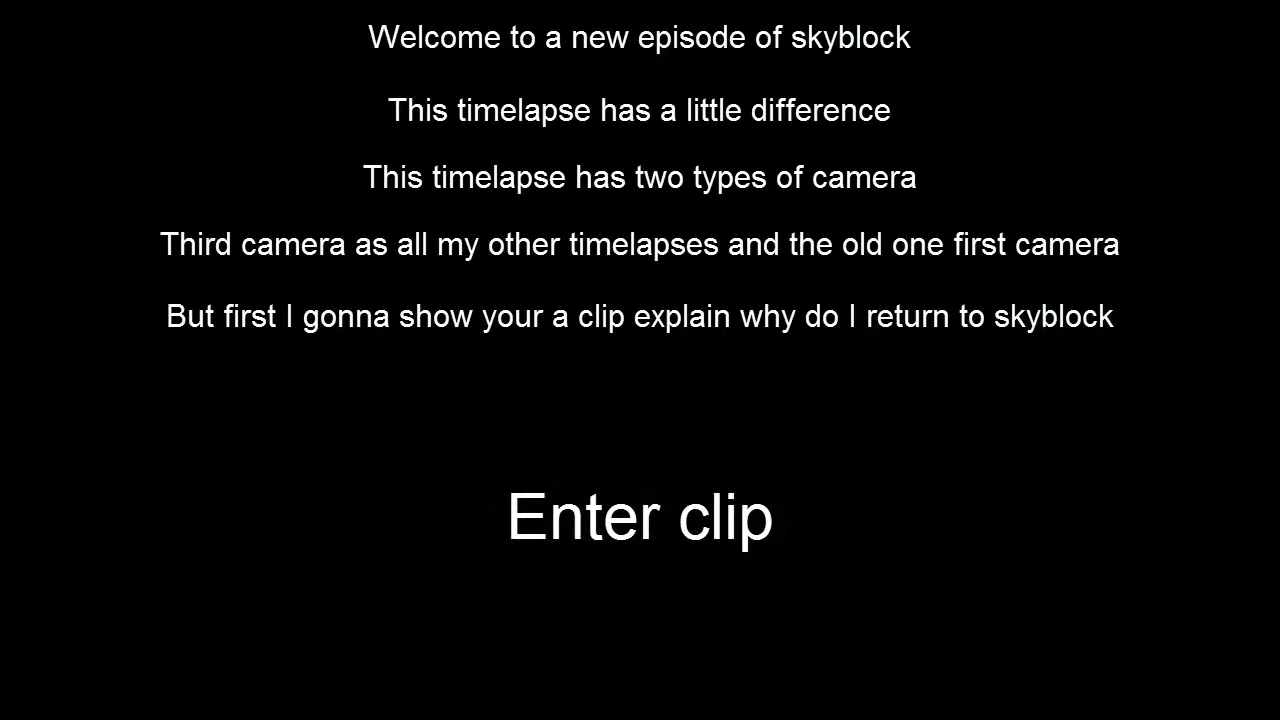 Welcome to a new episode of skyblock
This timelapse has a little difference
This timelapse has two types of camera
Third camera as all my other timelapses and the old one first camera
But first I gonna show your a clip explain why do I return to skyblock
Enter clip